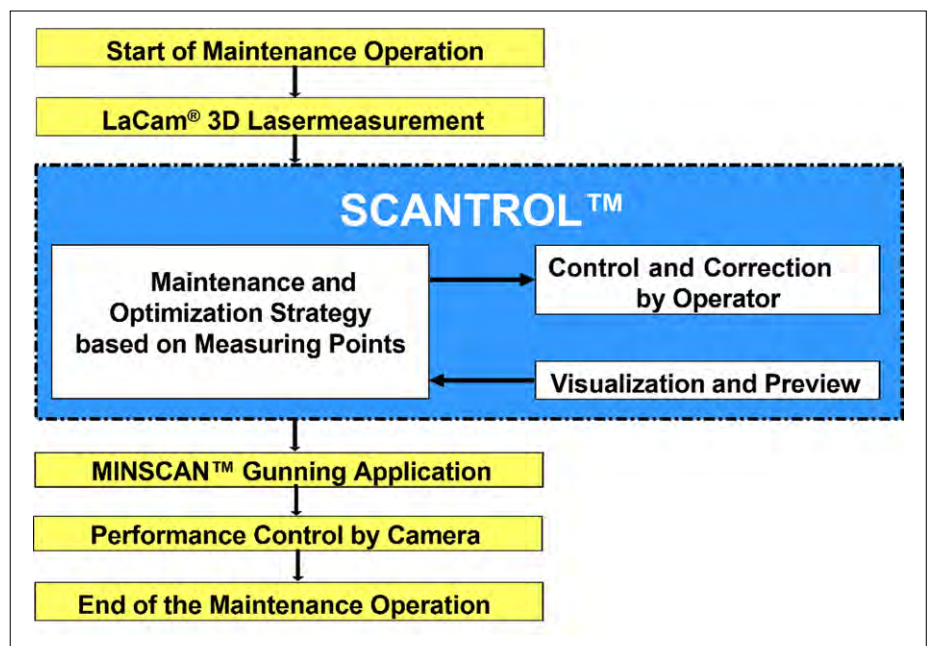 Start of Maintenance Operation
LaCam® 3D Lasermeasurement
SCANTROL™
Maintenance and
Optimization Strategy
based on Measuring Points
Control and Correction
by Operator
Visualization and Preview
MINSCAN™ Gunning Application
Performance Control by Camera
End of the Maintenance Operation